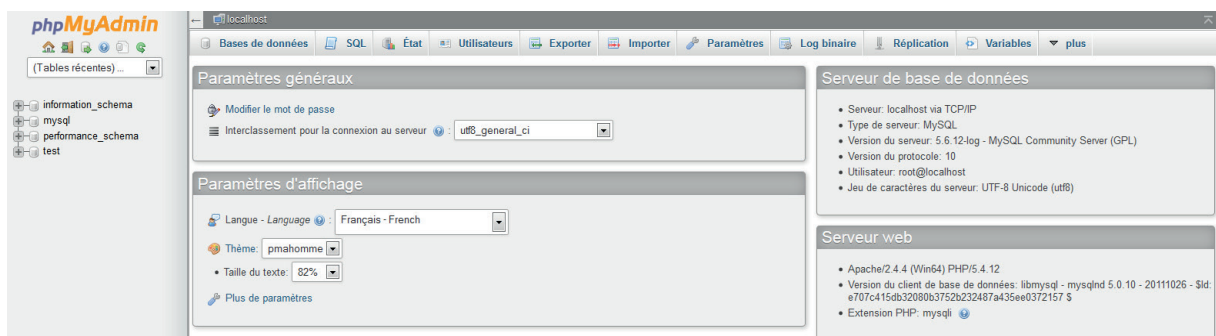 phpMyAdmin
(Tables récentes) ...
information_schema
mysql
performance_schema
test
localhost
Bases de données SQL État Utilisateurs Exporter Importer Paramètres Log binaire Réplication Variables plus
Paramètres généraux
Modifier le mot de passe
Interclassement pour la connexion au serveur : utf8_general_ci
Paramètres d'affichage
Langue - Language : Français - French
Thème: pmahomme
• Taille du texte: 82%
Plus de paramètres
Serveur de base de données
• Serveur: localhost via TCP/IP
• Type de serveur: MySQL
• Version du serveur: 5.6.12-log - MySQL Community Server (GPL)
• Version du protocole: 10
• Utilisateur: root@localhost
• Jeu de caractères du serveur: UTF-8 Unicode (utf8)
Serveur web
• Apache/2.4.4 (Win64) PHP/5.4.12
• Version du client de base de données: libmysql - mysqlnd 5.0.10 - 20111026 - $Id:
e707c415db32080b3752b232487a435ee0372157 $
• Extension PHP: mysqli